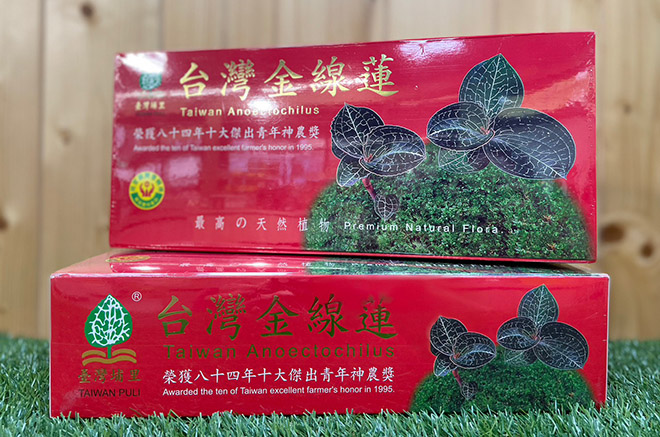 台灣金線蓮
Taiwan Anoectochilus
臺灣埔里
榮獲八十四年十大傑出青年神農獎
Awarded the ten of Taiwan excellent farmer's honor in 1995.
最高の天然植物 Premium Natural Flora.
®
台灣金線蓮
Taiwan Anoectochilus
臺灣埔里
TAIWAN PULI
榮獲八十四年十大傑出青年神農獎
Awarded the ten of Taiwan excellent farmer's honor in 1995.